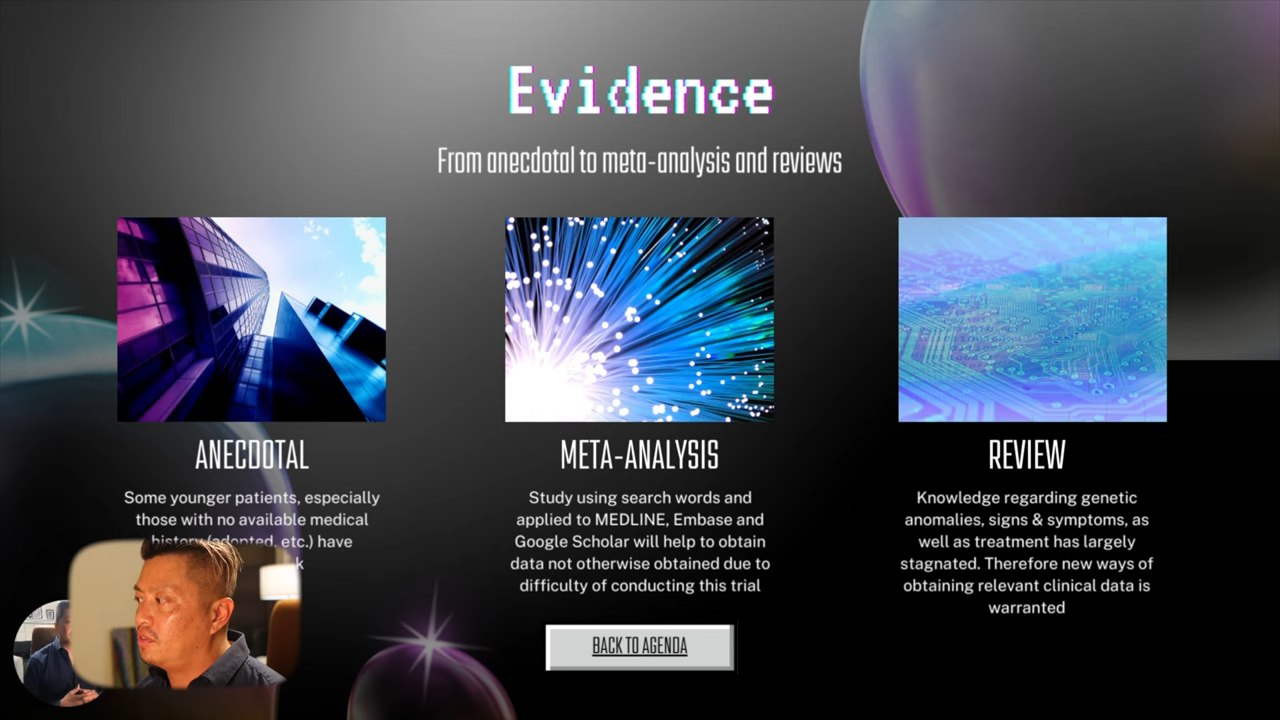 Evidence
From anecdotal to meta-analysis and reviews
ANECDOTAL
Some younger patients, especially
those with no available medical
history (adopted, etc.) have
k
META-ANALYSIS
Study using search words and
applied to MEDLINE, Embase and
Google Scholar will help to obtain
data not otherwise obtained due to
difficulty of conducting this trial
REVIEW
Knowledge regarding genetic
anomalies, signs & symptoms, as
well as treatment has largely
stagnated. Therefore new ways of
obtaining relevant clinical data is
warranted
BACK TO AGENDA